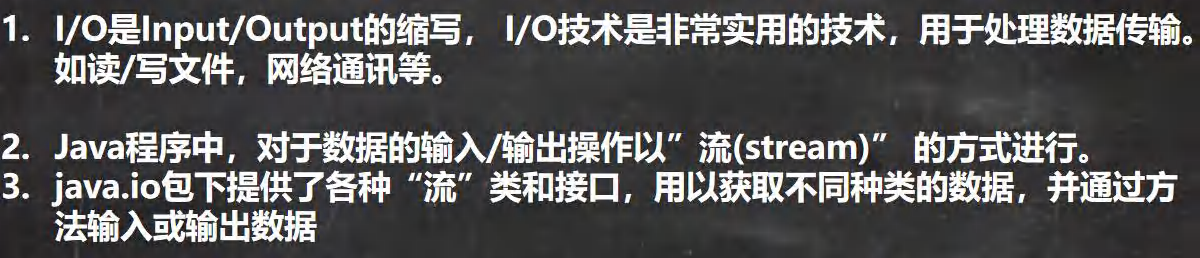 1. I/O是Input/Output的缩写， I/O技术是非常实用的技术，用于处理数据传输。
如读/写文件，网络通讯等。
2. Java程序中，对于数据的输入/输出操作以”流(stream)” 的方式进行。
3. java.io包下提供了各种“流”类和接口，用以获取不同种类的数据，并通过方
法输入或输出数据